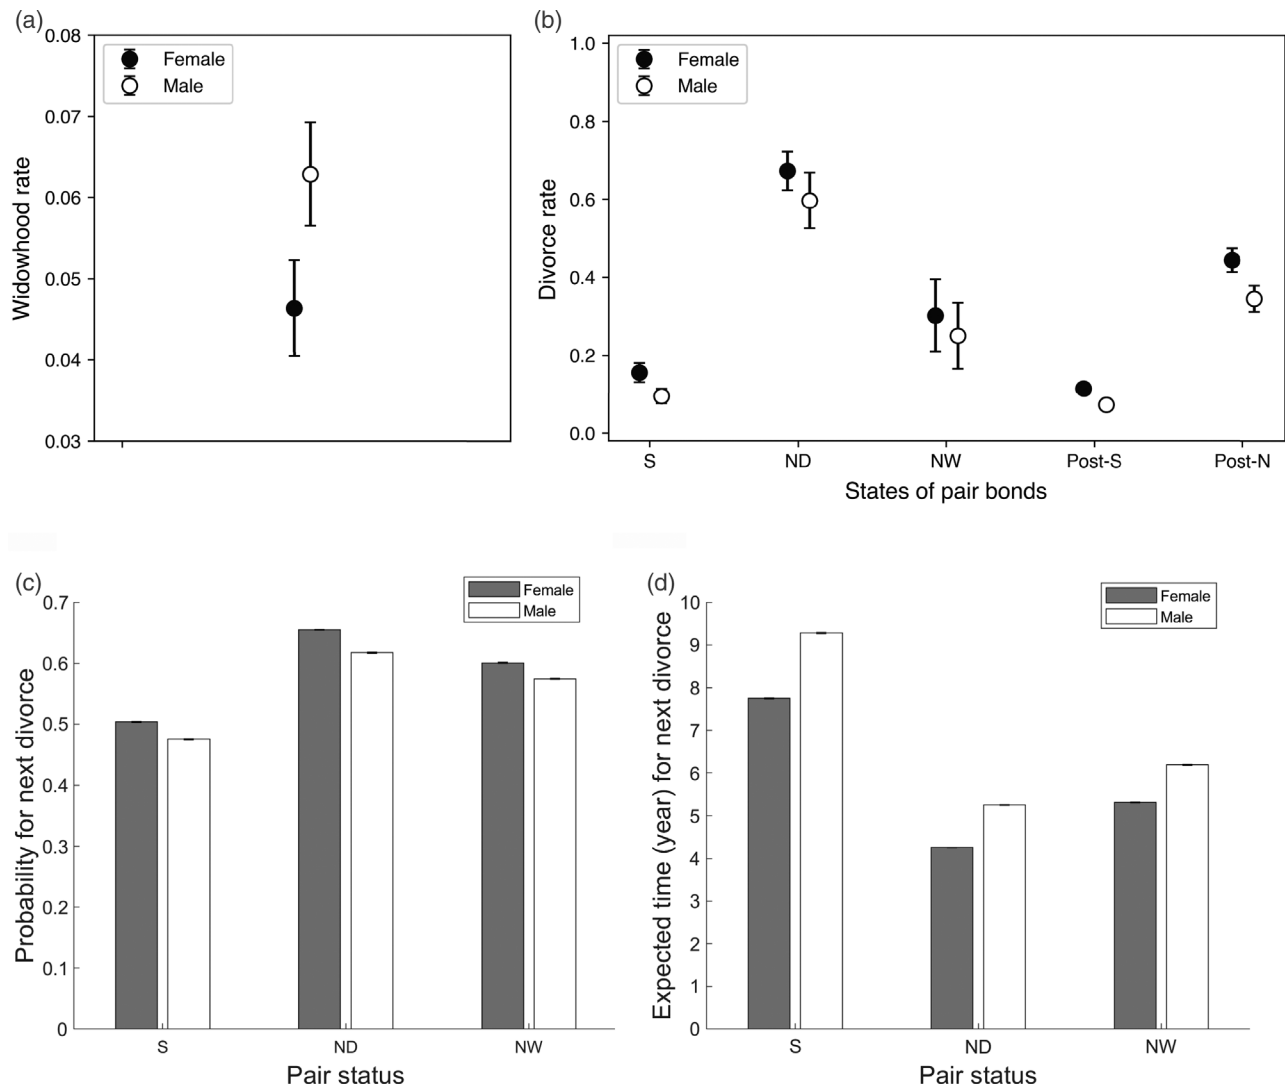 (a)
0.08
0.07
0.06
0.05
0.04
0.03
Widowhood rate
Female
Male
(b)
1.0
0.8
0.6
0.4
0.2
0.0
Divorce rate
Female
Male
S
ND
NW
Post-S
Post-N
States of pair bonds
(c)
0.7
0.6
0.5
0.4
0.3
0.2
0.1
0
Probability for next divorce
Female
Male
S
ND
NW
Pair status
(d)
10
9
8
7
6
5
4
3
2
1
0
Expected time (year) for next divorce
Female
Male
S
ND
NW
Pair status